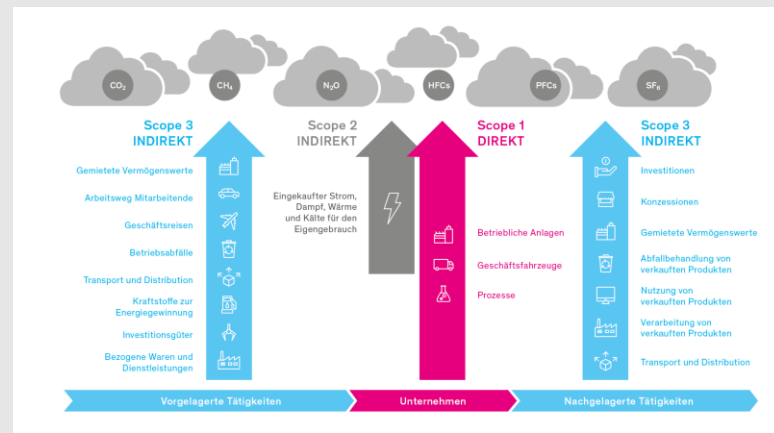 CO₂
CH₄
N₂O
HFCs
PFCs
SF₆
Scope 3
INDIREKT
Gemietete Vermögenswerte
Arbeitsweg Mitarbeitende
Geschäftsreisen
Betriebsabfälle
Transport und Distribution
Kraftstoffe zur
Energiegewinnung
Investitionsgüter
Bezogene Waren und
Dienstleistungen
Scope 2
INDIREKT
Eingekaufter Strom,
Dampf, Wärme
und Kälte für den
Eigengebrauch
Scope 1
DIREKT
Betriebliche Anlagen
Geschäftsfahrzeuge
Prozesse
Scope 3
INDIREKT
Investitionen
Konzessionen
Gemietete Vermögenswerte
Abfallbehandlung von
verkauften Produkten
Nutzung von
verkauften Produkten
Verarbeitung von
verkauften Produkten
Transport und Distribution
Vorgelagerte Tätigkeiten
Unternehmen
Nachgelagerte Tätigkeiten